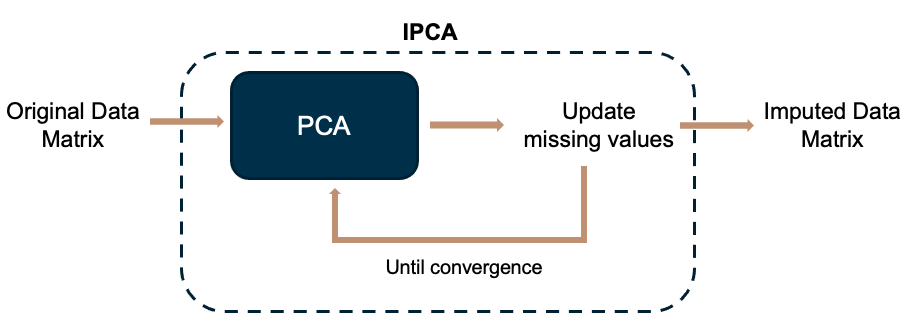 IPCA
Original Data
Matrix
PCA
Update
missing values
Imputed Data
Matrix
Until convergence